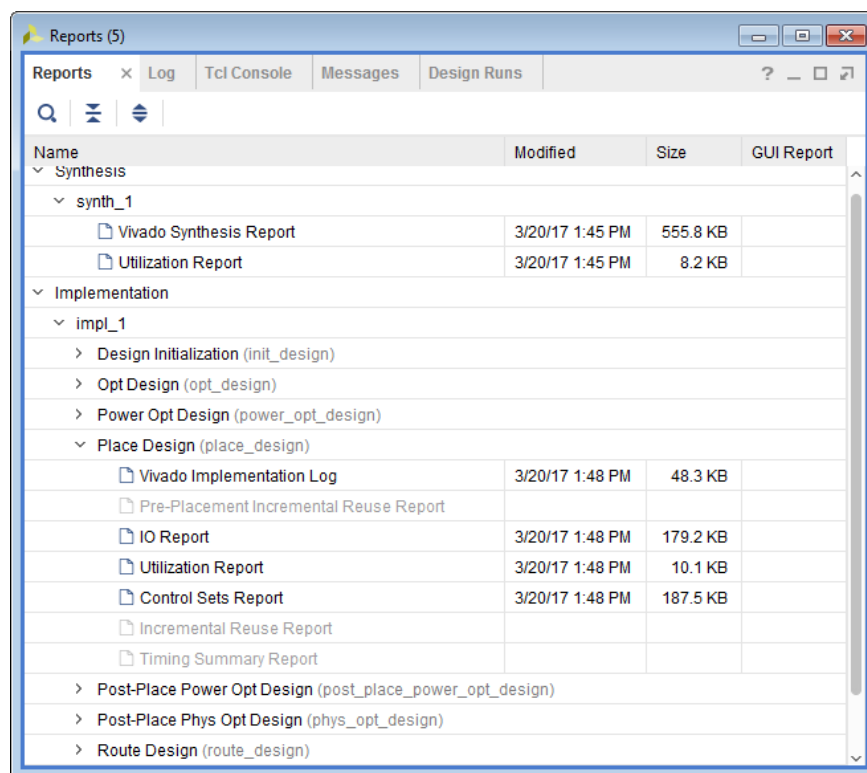 Reports (5)
Reports × Log Tcl Console Messages Design Runs ?
Name Modified Size GUI Report
Synthesis
synth_1
Vivado Synthesis Report 3/20/17 1:45 PM 555.8 KB
Utilization Report 3/20/17 1:45 PM 8.2 KB
Implementation
impl_1
Design Initialization (init_design)
Opt Design (opt_design)
Power Opt Design (power_opt_design)
Place Design (place_design)
Vivado Implementation Log 3/20/17 1:48 PM 48.3 KB
Pre-Placement Incremental Reuse Report
IO Report 3/20/17 1:48 PM 179.2 KB
Utilization Report 3/20/17 1:48 PM 10.1 KB
Control Sets Report 3/20/17 1:48 PM 187.5 KB
Incremental Reuse Report
Timing Summary Report
Post-Place Power Opt Design (post_place_power_opt_design)
Post-Place Phys Opt Design (phys_opt_design)
Route Design (route_design)